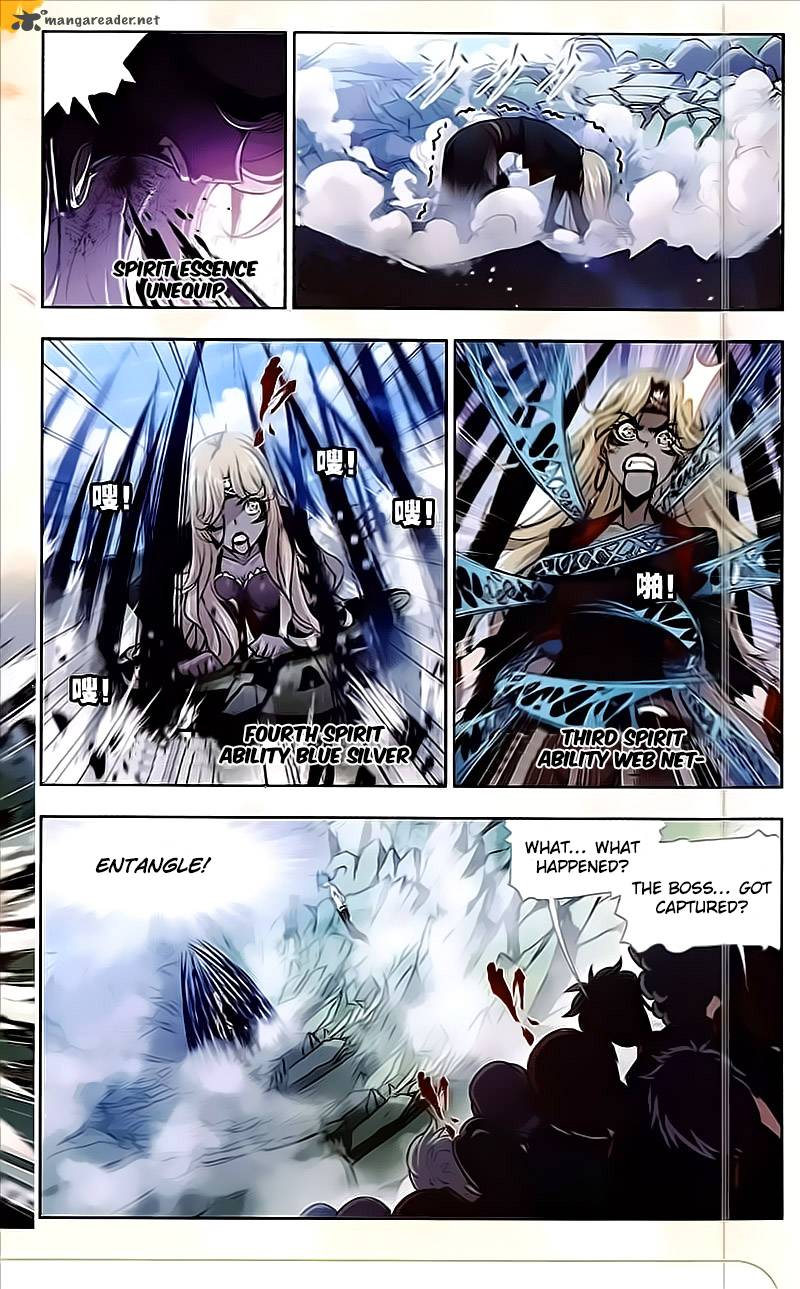 mangareader.net
SPIRIT ESSENCE
UNEQUIP
嗖!
嗖!
嗖!
嗖!
FOURTH SPIRIT
ABILITY BLUE SILVER
啪!
THIRD SPIRIT
ABILITY WEB NET-
ENTANGLE!
WHAT... WHAT
HAPPENED?
THE BOSS... GOT
CAPTURED?